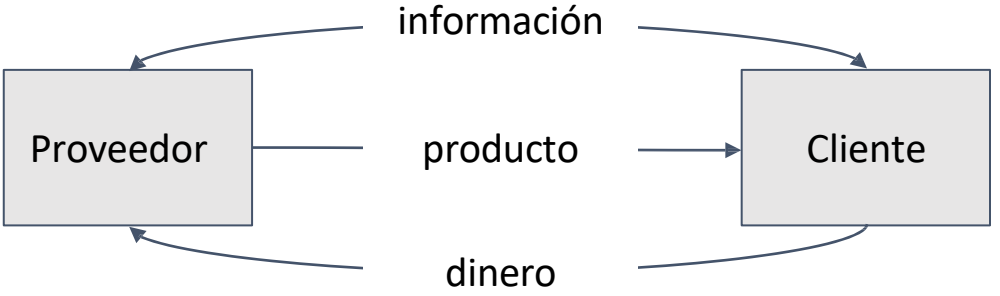 información
Proveedor
producto
Cliente
dinero